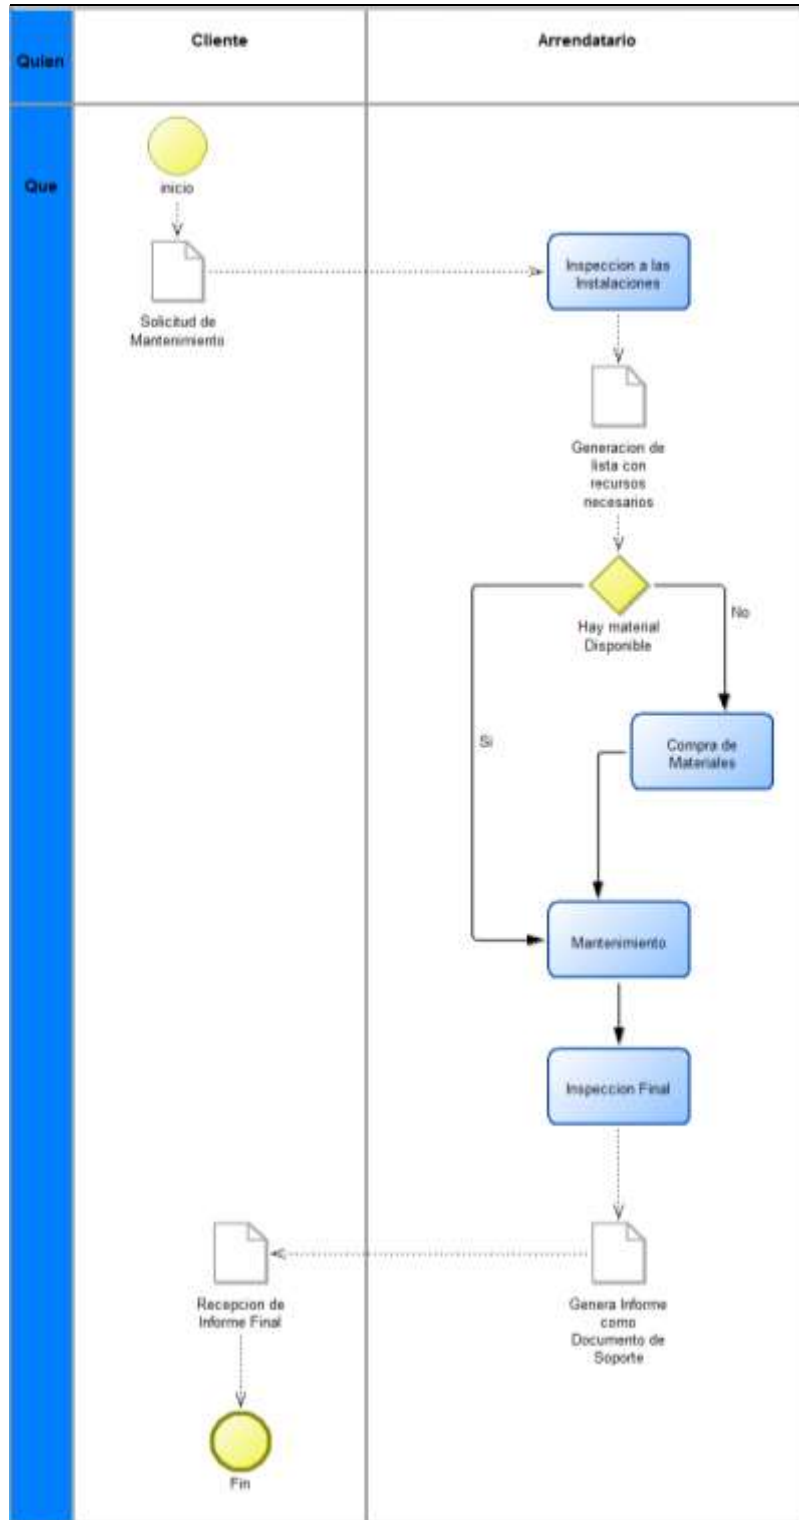 Quien
Cliente
Arrendatario
Que
inicio
Solicitud de
Mantenimiento
Inspeccion a las
Instalaciones
Generacion de
lista con
recursos
necesarios
Hay material
Disponible
No
Si
Compra de
Materiales
Mantenimiento
Inspeccion Final
Recepcion de
Informe Final
Genera Informe
como
Documento de
Soporte
Fin